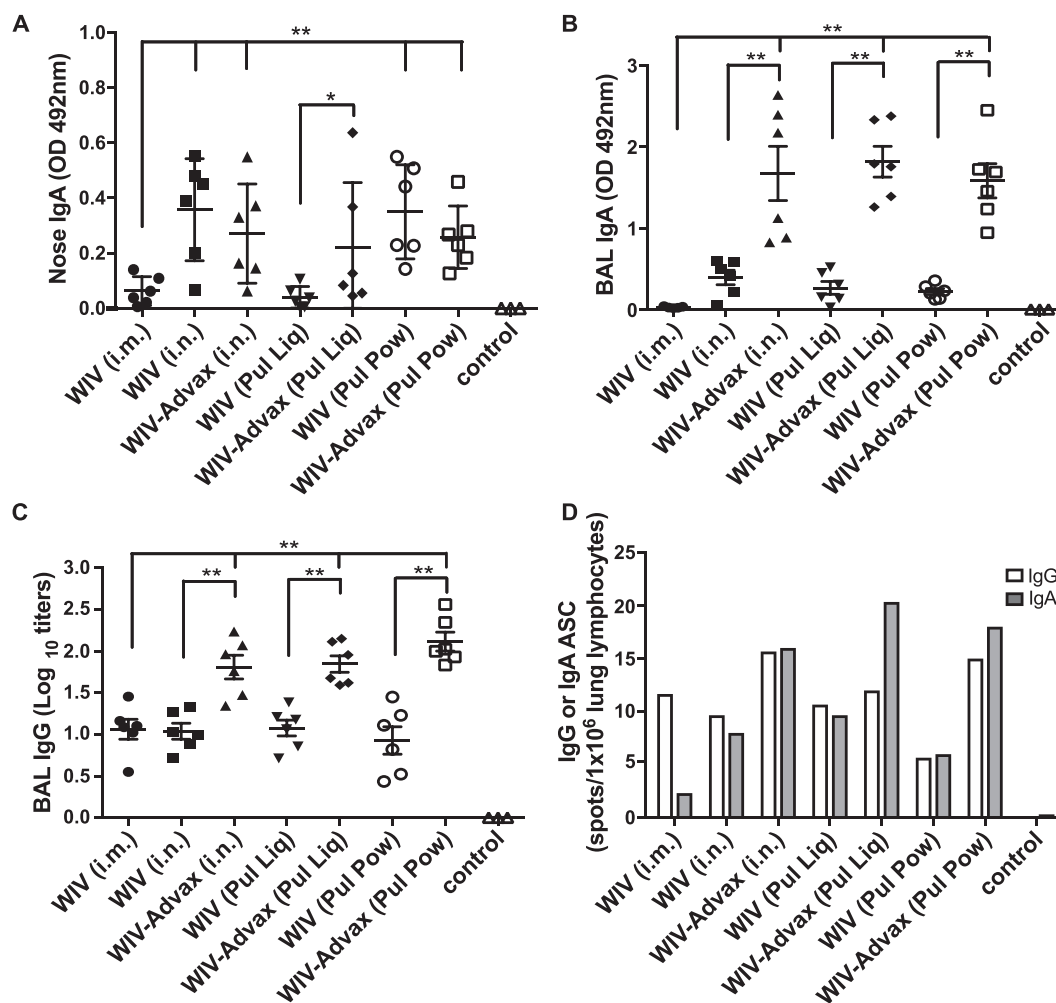 A
Nose IgA (OD 492nm)
1.0
0.8
0.6
0.4
0.2
0.0
**
*
WIV (i.m.)
WIV (i.n.)
WIV-Advax (i.n.)
WIV (Pul Liq)
WIV-Advax (Pul Liq)
WIV (Pul Pow)
WIV-Advax (Pul Pow)
control
B
BAL IgA (OD 492nm)
3
2
1
0
**
** ** **
WIV (i.m.)
WIV (i.n.)
WIV-Advax (i.n.)
WIV (Pul Liq)
WIV-Advax (Pul Liq)
WIV (Pul Pow)
WIV-Advax (Pul Pow)
control
C
BAL IgG (Log 10 titers)
3.0
2.5
2.0
1.5
1.0
0.5
0.0
**
** ** **
WIV (i.m.)
WIV (i.n.)
WIV-Advax (i.n.)
WIV (Pul Liq)
WIV-Advax (Pul Liq)
WIV (Pul Pow)
WIV-Advax (Pul Pow)
control
D
IgG or IgA ASC
(spots/1x10⁶ lung lymphocytes)
25
20
15
10
5
0
IgG
IgA
WIV (i.m.)
WIV (i.n.)
WIV-Advax (i.n.)
WIV (Pul Liq)
WIV-Advax (Pul Liq)
WIV (Pul Pow)
WIV-Advax (Pul Pow)
control